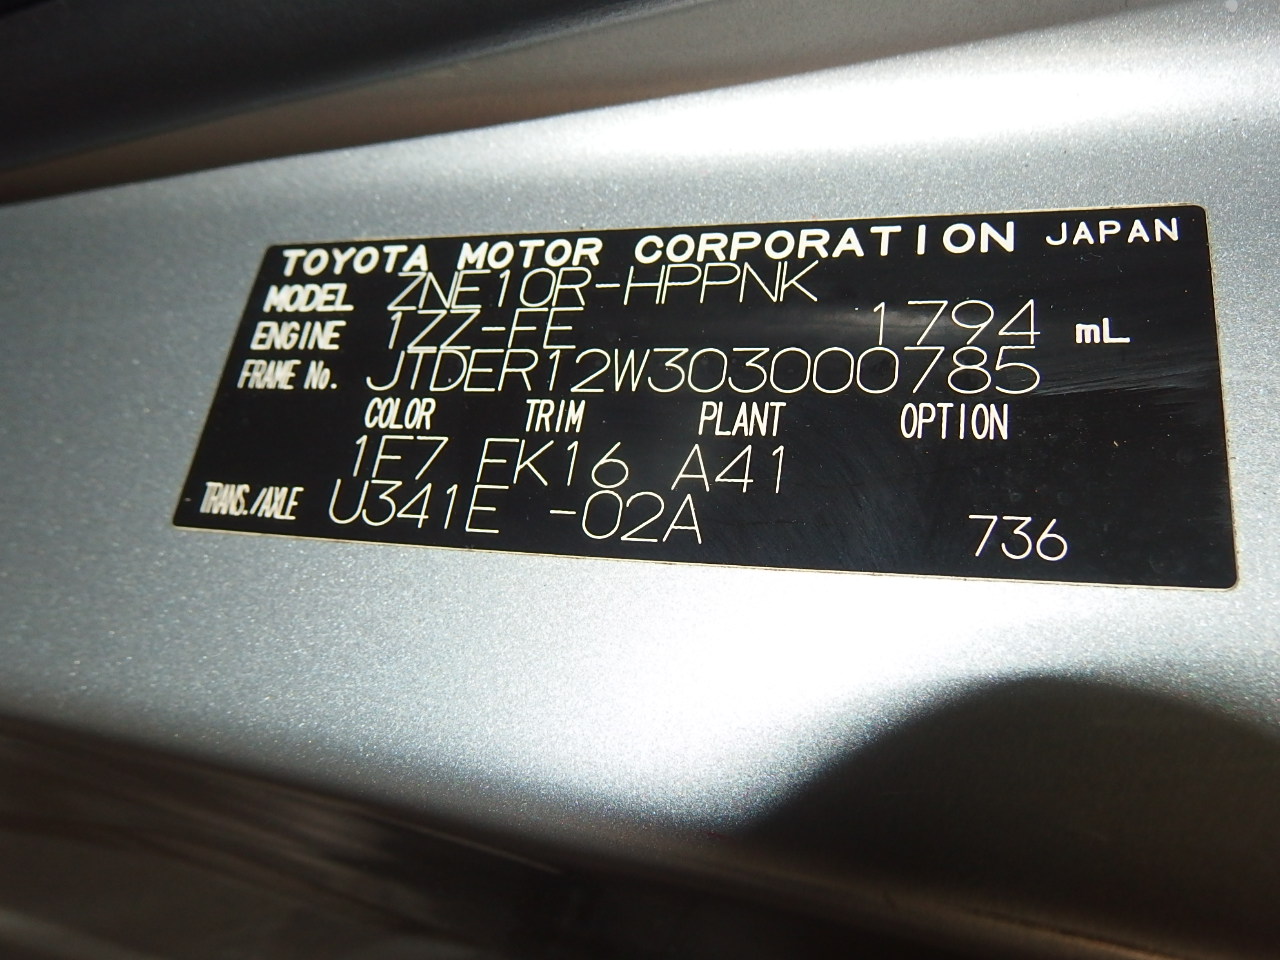 TOYOTA MOTOR CORPORATION JAPAN
MODEL ZNE10R-HPPNK
ENGINE 1ZZ-FE 1794 mL
FRAME No. JTDER12W303000785
COLOR TRIM PLANT OPTION
1F7 FK16 A41
TRANS./AXLE U341E -02A 736